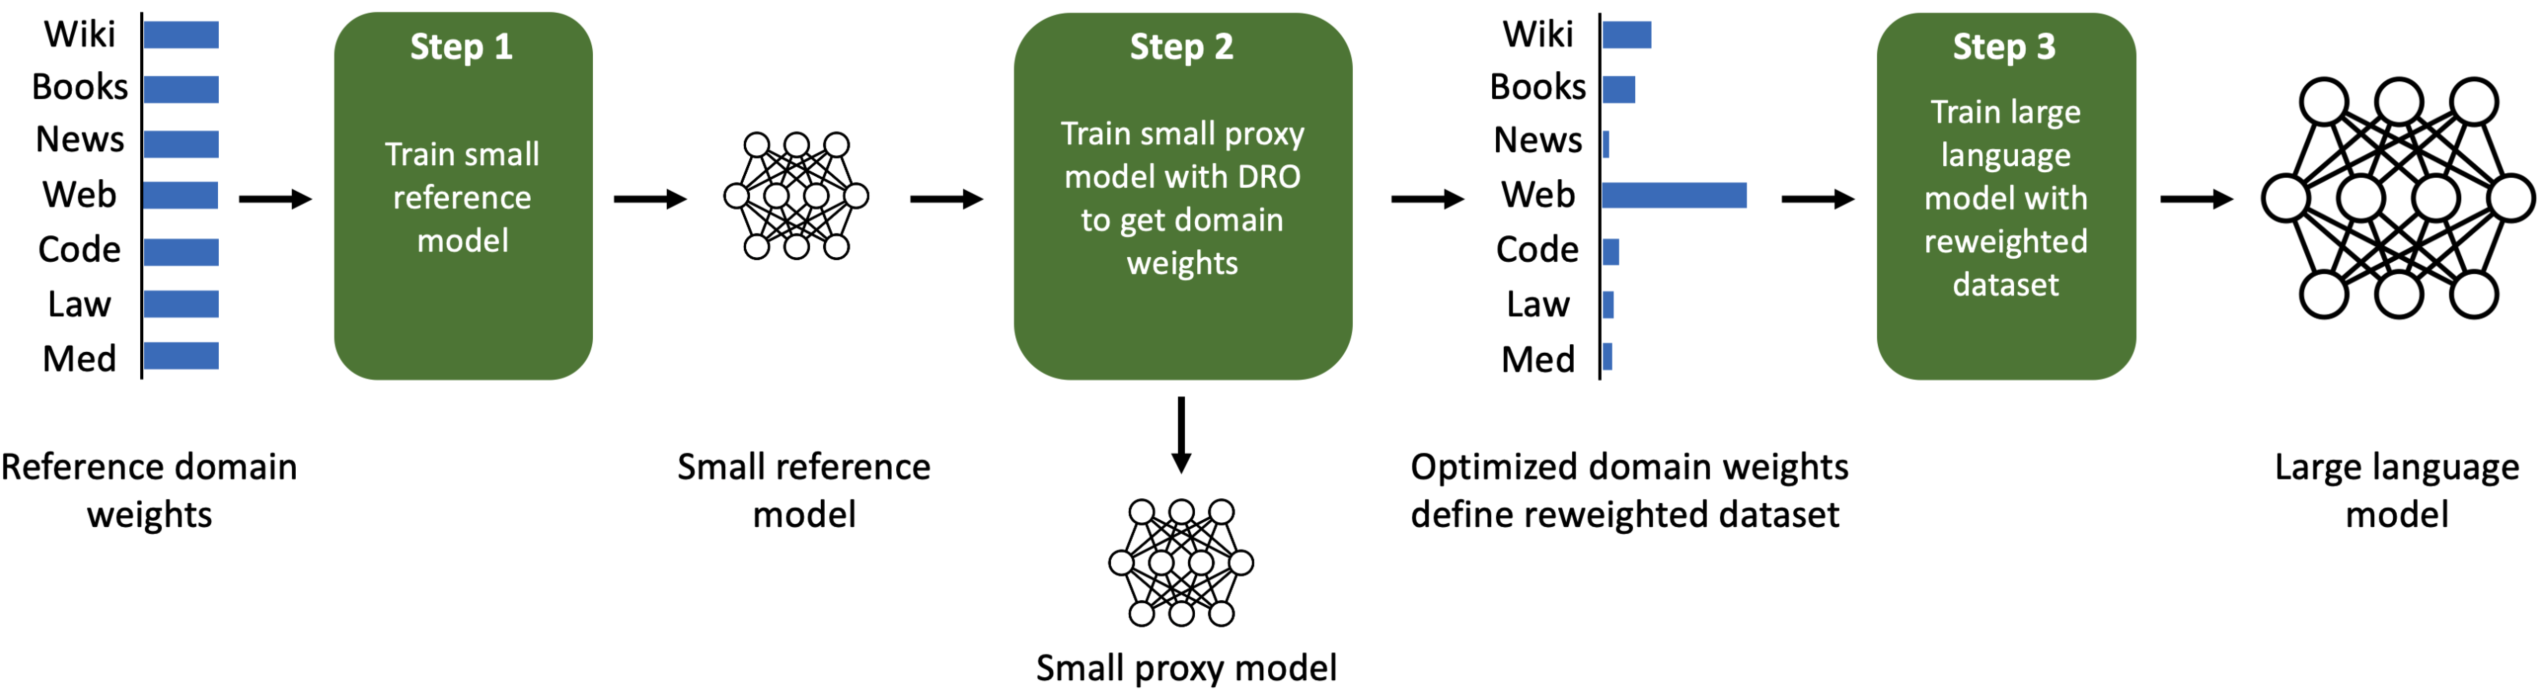 Wiki
Books
News
Web
Code
Law
Med
Reference domain
weights
Step 1
Train small
reference
model
Small reference
model
Step 2
Train small proxy
model with DRO
to get domain
weights
Small proxy model
Wiki
Books
News
Web
Code
Law
Med
Optimized domain weights
define reweighted dataset
Step 3
Train large
language
model with
reweighted
dataset
Large language
model